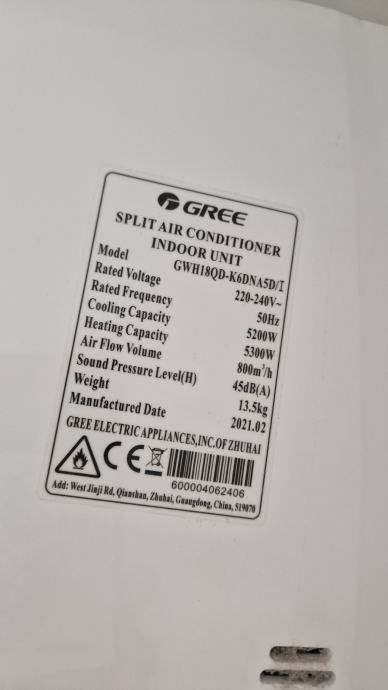 GREE
SPLIT AIR CONDITIONER
INDOOR UNIT
Model GWH18QD-K6DNA5D/I
Rated Voltage 220-240V~
Rated Frequency 50Hz
Cooling Capacity 5200W
Heating Capacity 5300W
Air Flow Volume 800m³/h
Sound Pressure Level(H) 45dB(A)
Weight 13.5kg
Manufactured Date 2021.02
GREE ELECTRIC APPLIANCES,INC.OF ZHUHAI
CE
600004062406
Add: West Jinji Rd, Qianshan, Zhuhai, Guangdong, China, 519070